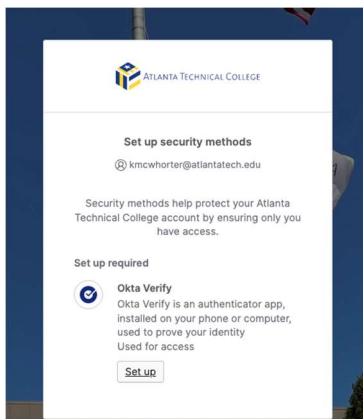 ATLANTA TECHNICAL COLLEGE
Set up security methods
kmcwhorter@atlantatech.edu
Security methods help protect your Atlanta
Technical College account by ensuring only you
have access.
Set up required
Okta Verify
Okta Verify is an authenticator app,
installed on your phone or computer,
used to prove your identity
Used for access
Set up